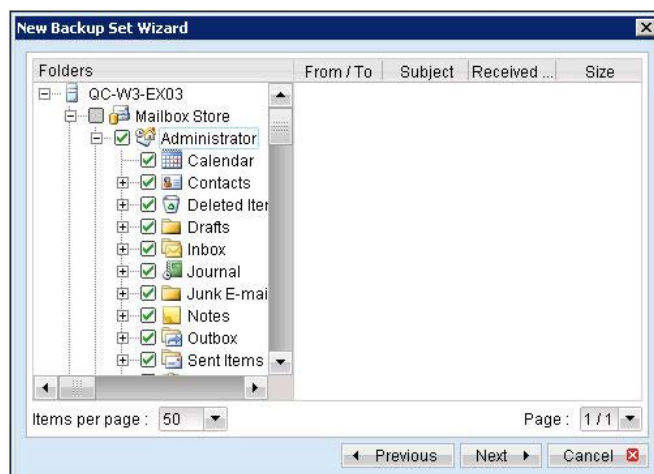 New Backup Set Wizard
Folders From / To Subject Received ... Size
QC-W3-EX03
Mailbox Store
Administrator
Calendar
Contacts
Deleted Iter
Drafts
Inbox
Journal
Junk E-mai
Notes
Outbox
Sent Items
Items per page : 50 Page : 1 / 1
Previous Next Cancel